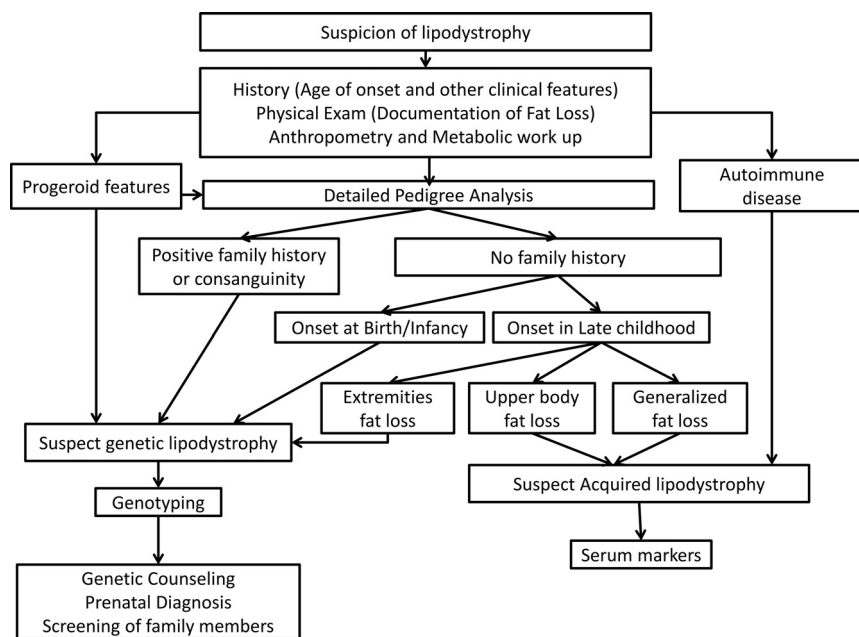 Suspicion of lipodystrophy
History (Age of onset and other clinical features)
Physical Exam (Documentation of Fat Loss)
Anthropometry and Metabolic work up
Progeroid features
Detailed Pedigree Analysis
Autoimmune
disease
Positive family history
or consanguinity
No family history
Onset at Birth/Infancy
Onset in Late childhood
Extremities
fat loss
Upper body
fat loss
Generalized
fat loss
Suspect genetic lipodystrophy
Suspect Acquired lipodystrophy
Genotyping
Serum markers
Genetic Counseling
Prenatal Diagnosis
Screening of family members